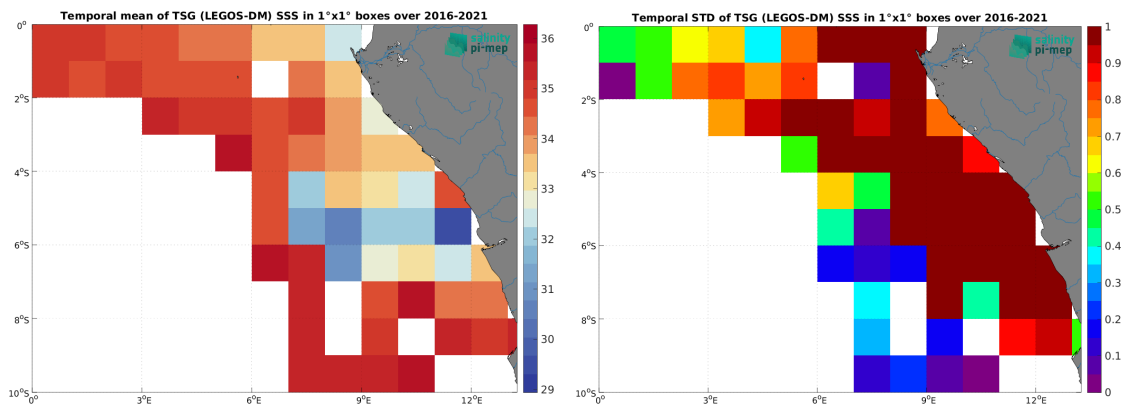 Temporal mean of TSG (LEGOS-DM) SSS in 1°x1° boxes over 2016-2021
0°
2°S
4°S
6°S
8°S
10°S
0°E
3°E
6°E
9°E
12°E
salinity
pi-mep
36
35
34
33
32
31
30
29
Temporal STD of TSG (LEGOS-DM) SSS in 1°x1° boxes over 2016-2021
0°
2°S
4°S
6°S
8°S
10°S
0°E
3°E
6°E
9°E
12°E
salinity
pi-mep
1
0.9
0.8
0.7
0.6
0.5
0.4
0.3
0.2
0.1
0